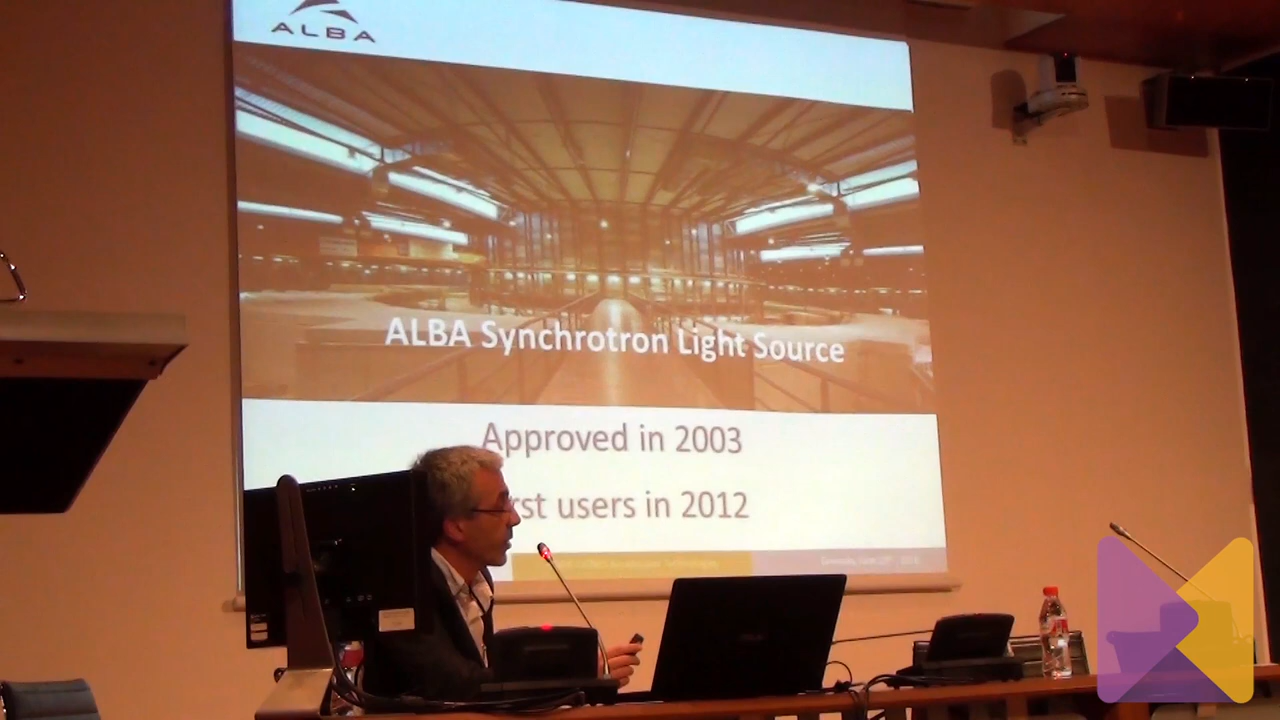 ALBA
ALBA Synchrotron Light Source
Approved in 2003
rst users in 2012